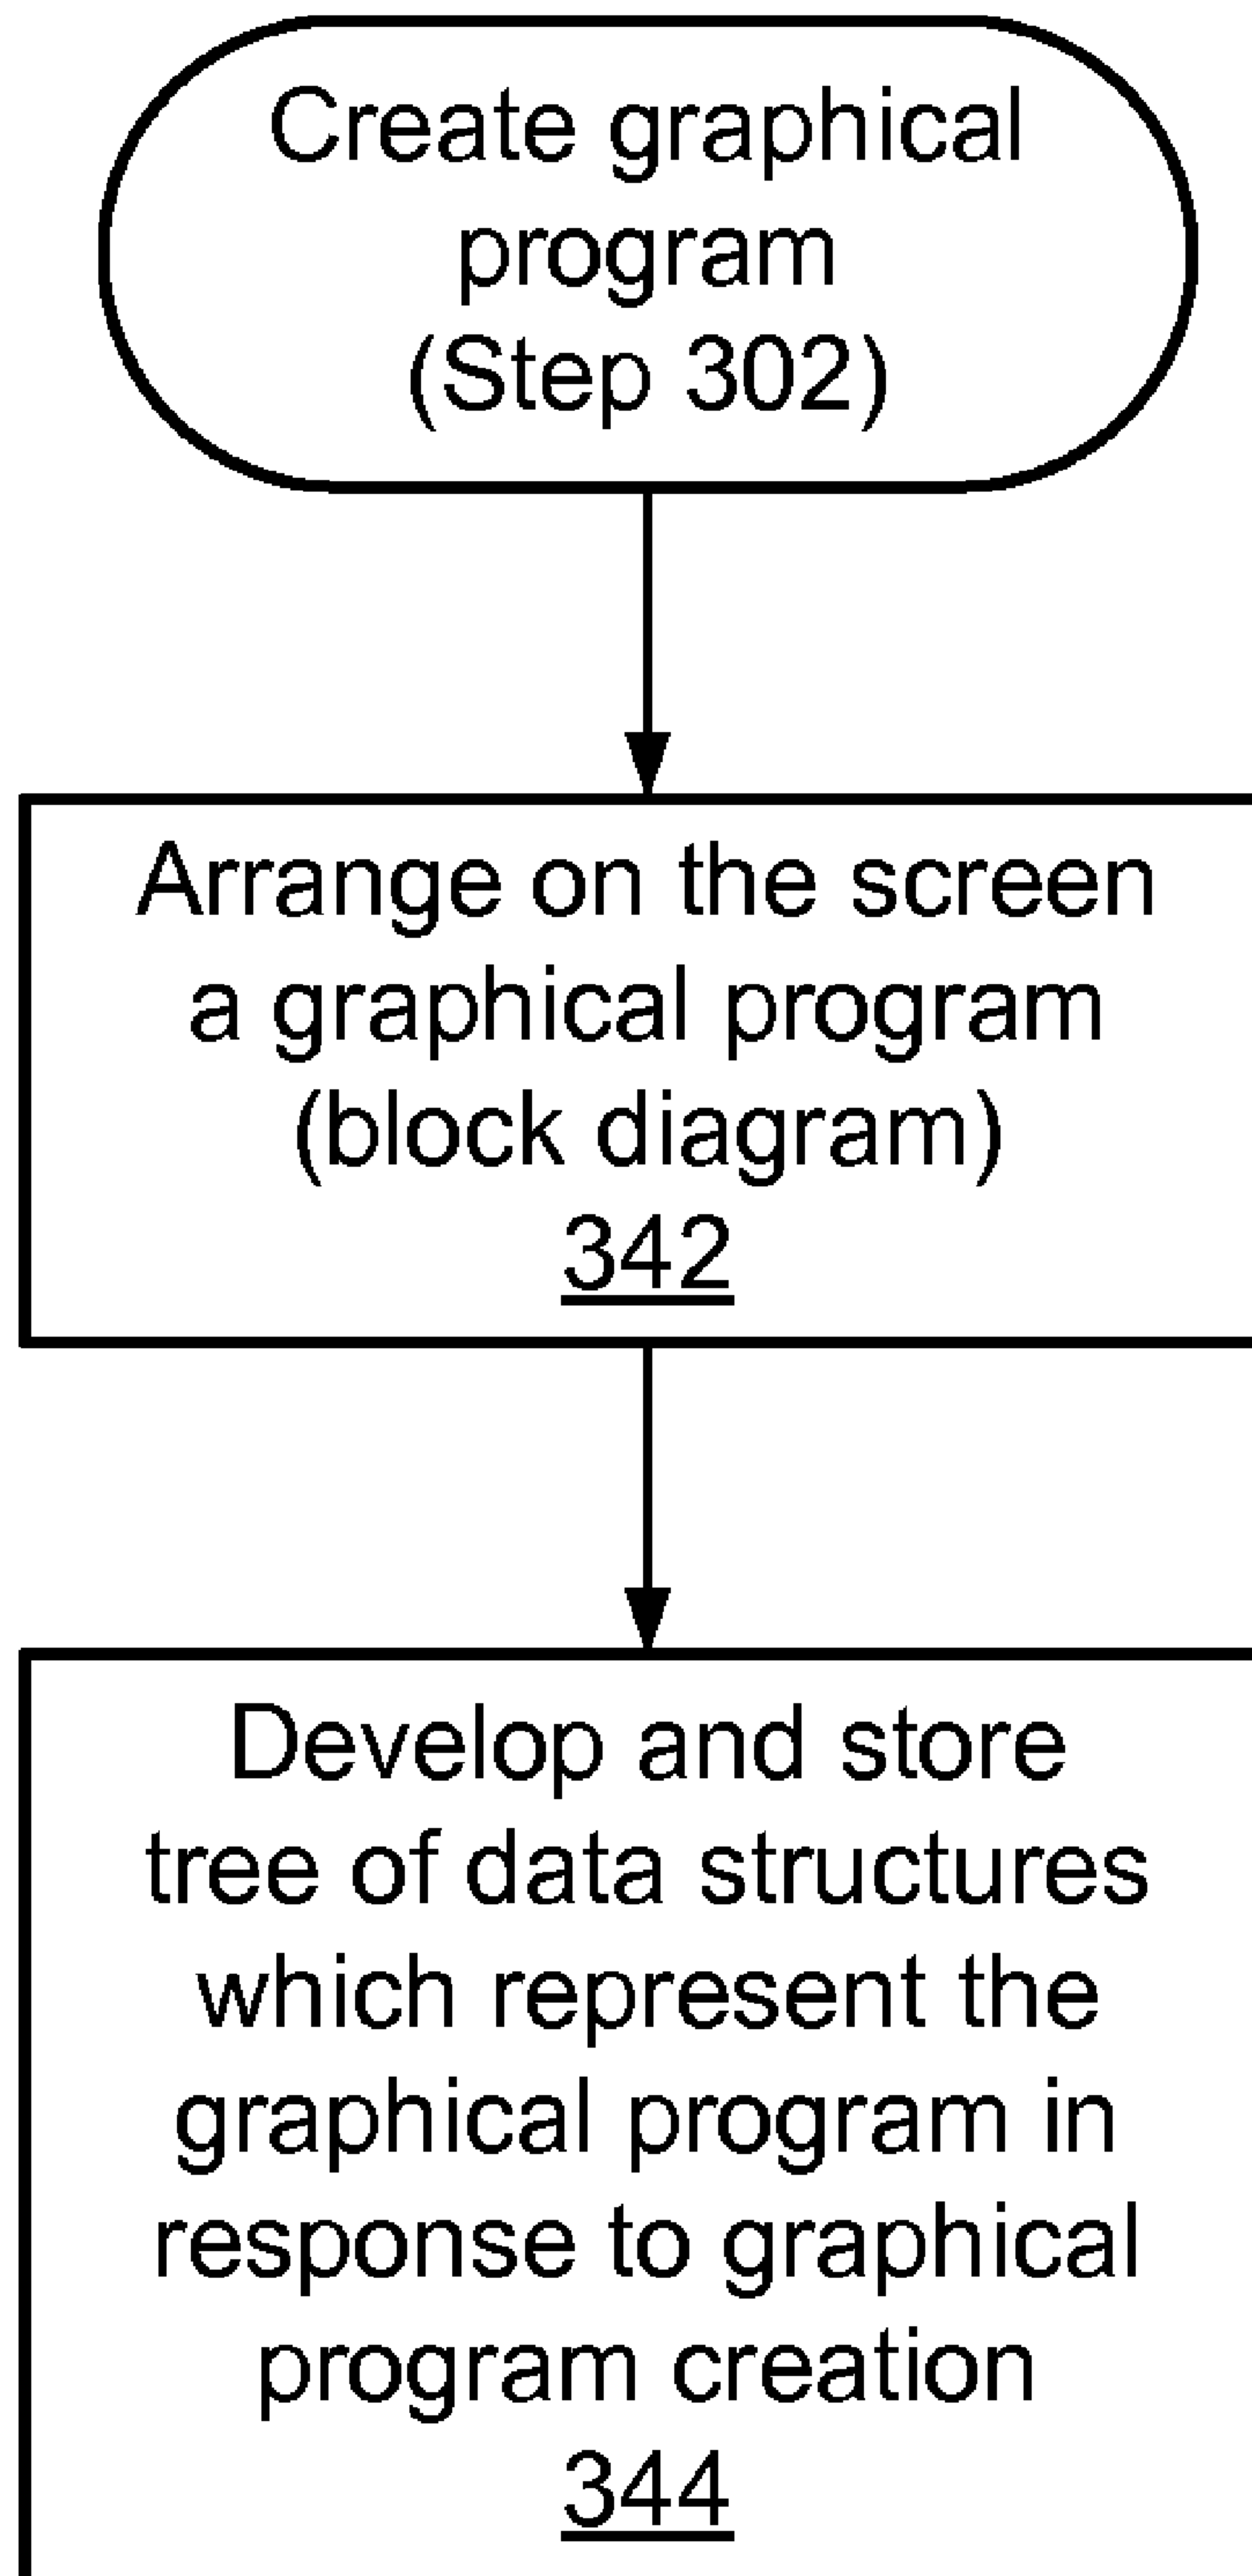 Create graphical
program
(Step 302)
Arrange on the screen
a graphical program
(block diagram)
342
Develop and store
tree of data structures
which represent the
graphical program in
response to graphical
program creation
344